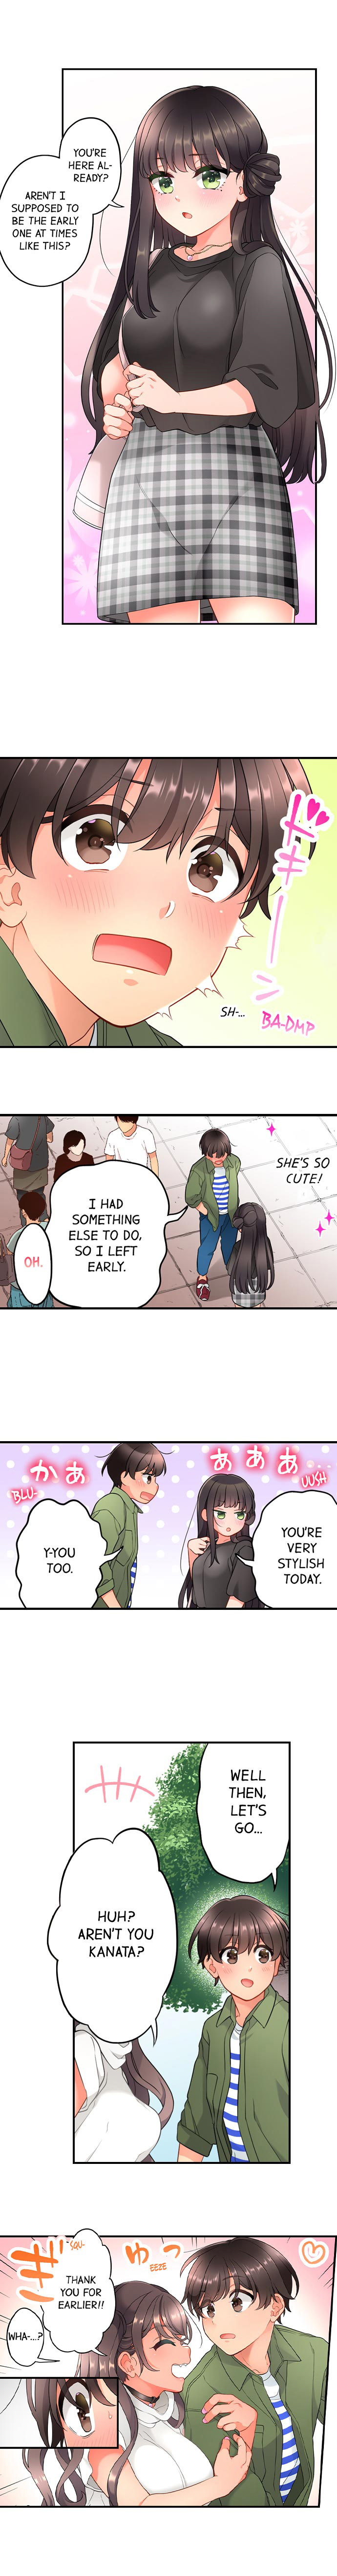 YOU'RE
HERE AL-
READY?
AREN'T I
SUPPOSED TO
BE THE EARLY
ONE AT TIMES
LIKE THIS?
ドキーン
SH-...
BA-DMP
SHE'S SO
CUTE!
I HAD
SOMETHING
ELSE TO DO,
SO I LEFT
EARLY.
OH.
かあ
あああ...
BLU-
UUSH
YOU'RE
VERY
STYLISH
TODAY.
Y-YOU
TOO.
WELL
THEN,
LET'S
GO...
HUH?
AREN'T YOU
KANATA?
ぎ
ゆっ
SQU-
EEZE
THANK
YOU FOR
EARLIER!!
WHA-...?